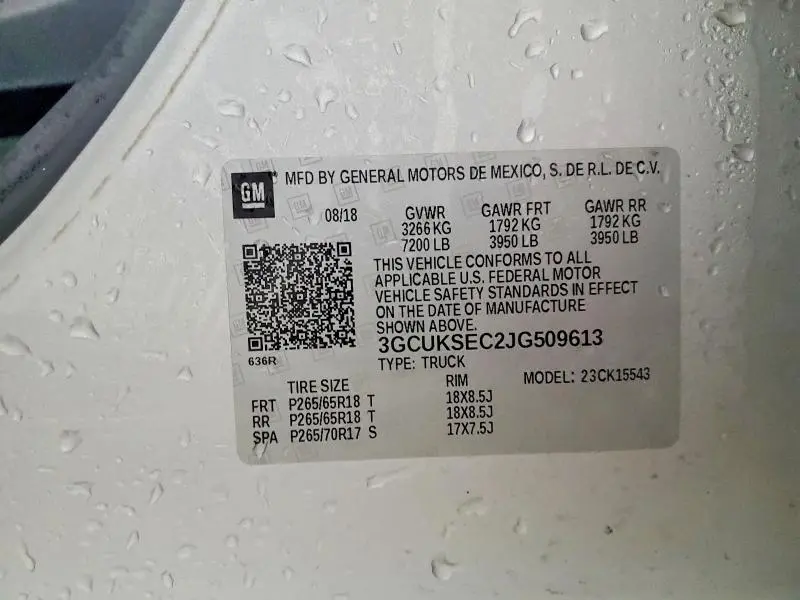 GM
MFD BY GENERAL MOTORS DE MEXICO, S. DE R.L. DE C.V.
08/18
GVWR GAWR FRT GAWR RR
3266 KG 1792 KG 1792 KG
7200 LB 3950 LB 3950 LB
THIS VEHICLE CONFORMS TO ALL
APPLICABLE U.S. FEDERAL MOTOR
VEHICLE SAFETY STANDARDS IN EFFECT
ON THE DATE OF MANUFACTURE
SHOWN ABOVE.
3GCUKSEC2JG509613
636R
TYPE: TRUCK
MODEL: 23CK15543
TIRE SIZE RIM
FRT P265/65R18 T 18X8.5J
RR P265/65R18 T 18X8.5J
SPA P265/70R17 S 17X7.5J